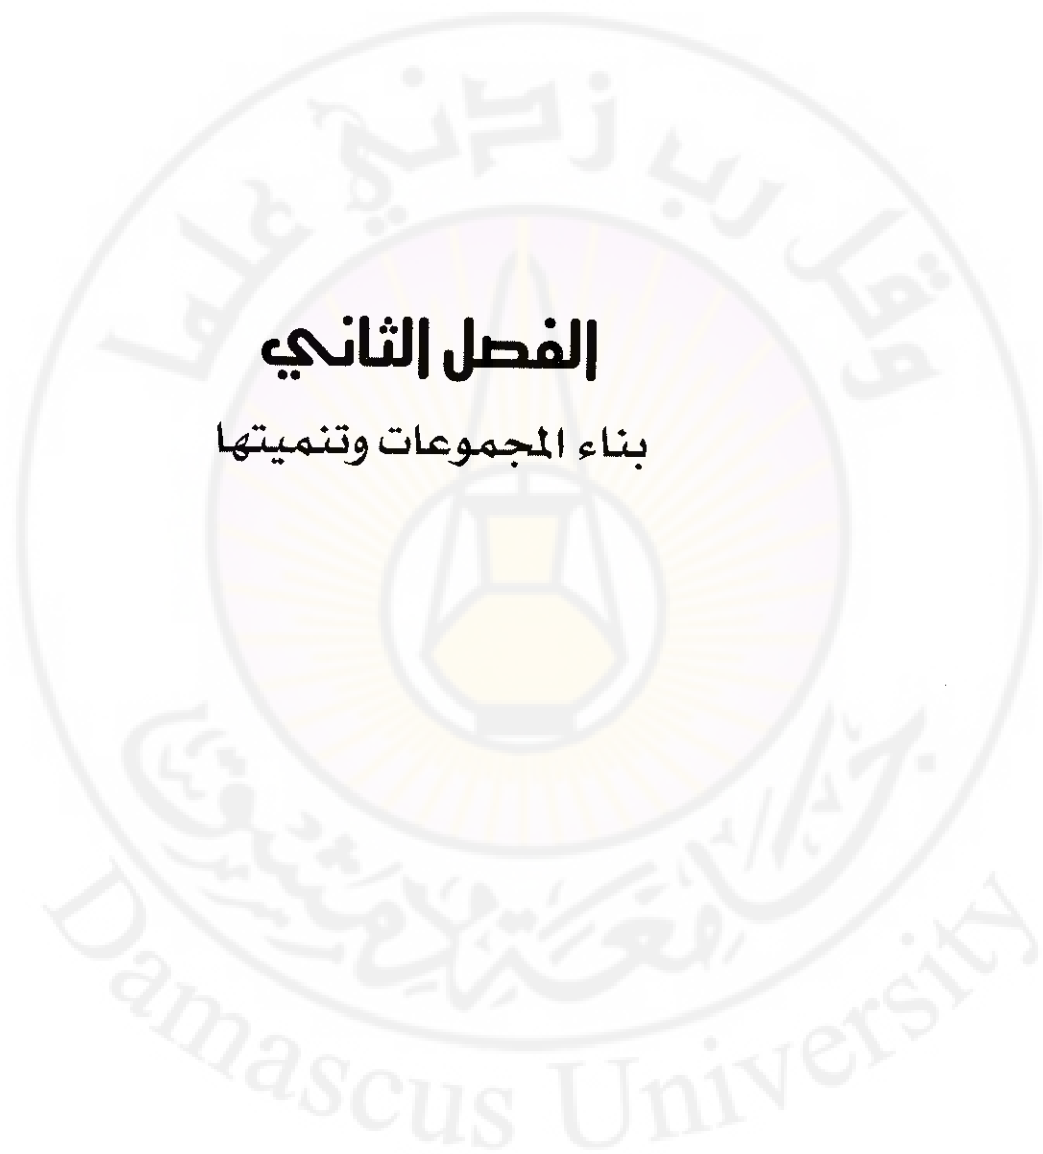 وقل رب زدني علما
الفصل الثاني
بناء المجموعات وتنميتها
جامعة دمشق
Damascus University